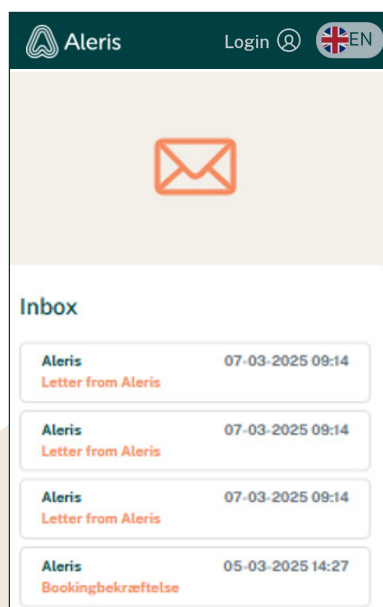 Aleris Login EN
Inbox
Aleris 07-03-2025 09:14
Letter from Aleris
Aleris 07-03-2025 09:14
Letter from Aleris
Aleris 07-03-2025 09:14
Letter from Aleris
Aleris 05-03-2025 14:27
Bookingbekræftelse